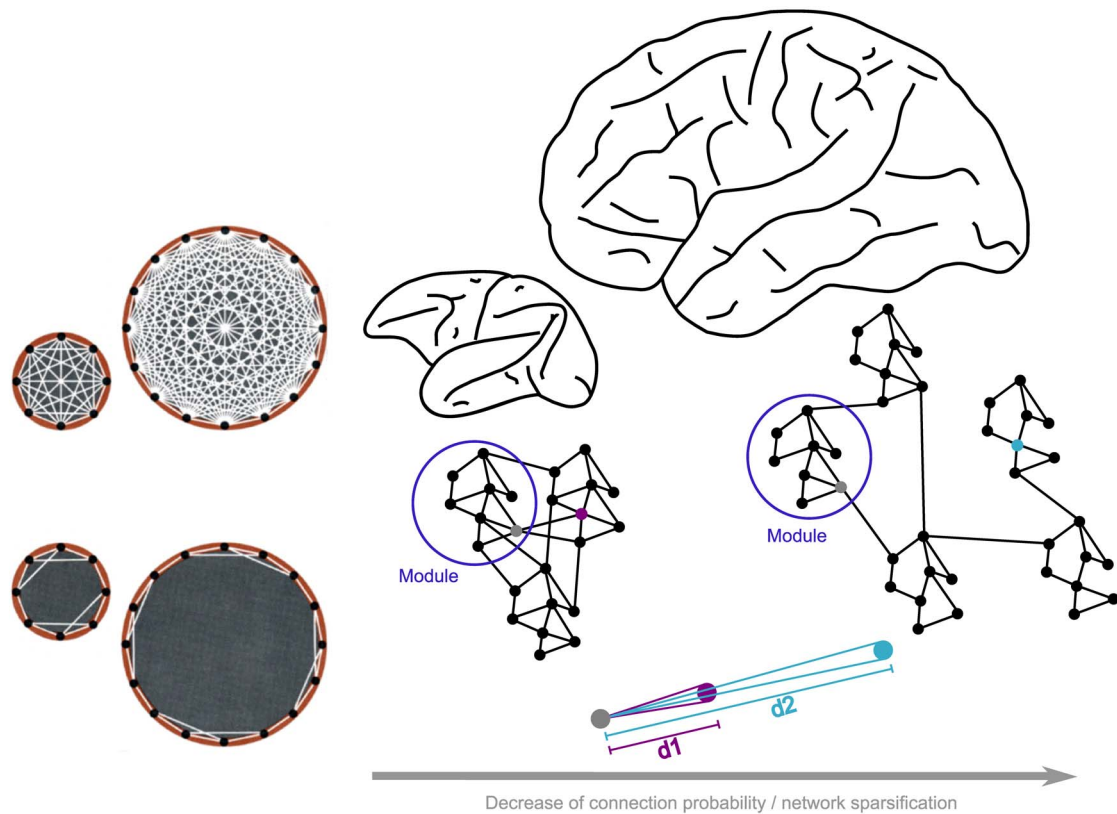 Module
Module
d1
d2
Decrease of connection probability / network sparsification